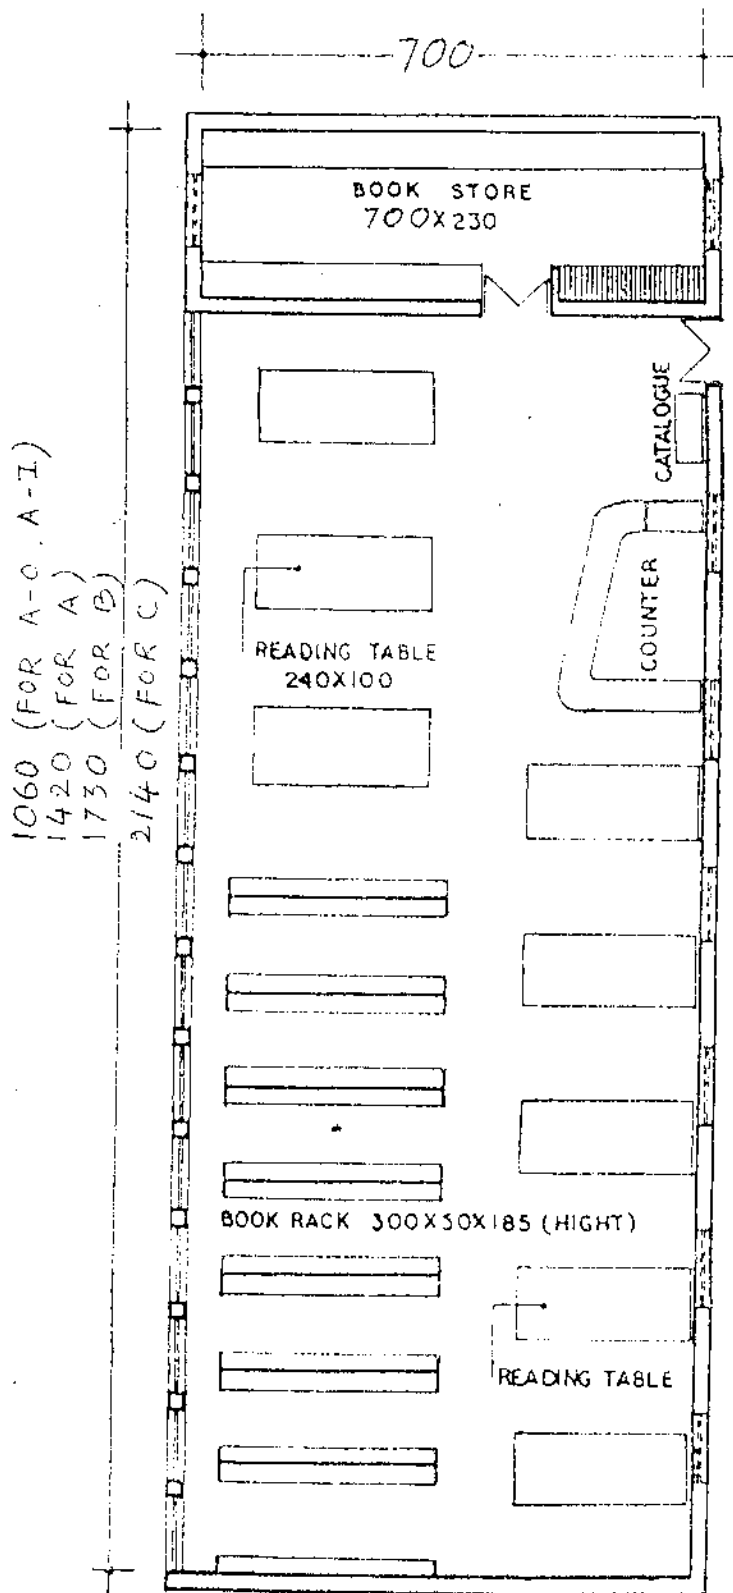 700
BOOK STORE
700X230
CATALOGUE
COUNTER
READING TABLE
240X100
1060 (FOR A-0, A-I)
1420 (FOR A)
1730 (FOR B)
2140 (FOR C)
BOOK RACK 300X50X185 (HIGHT)
READING TABLE